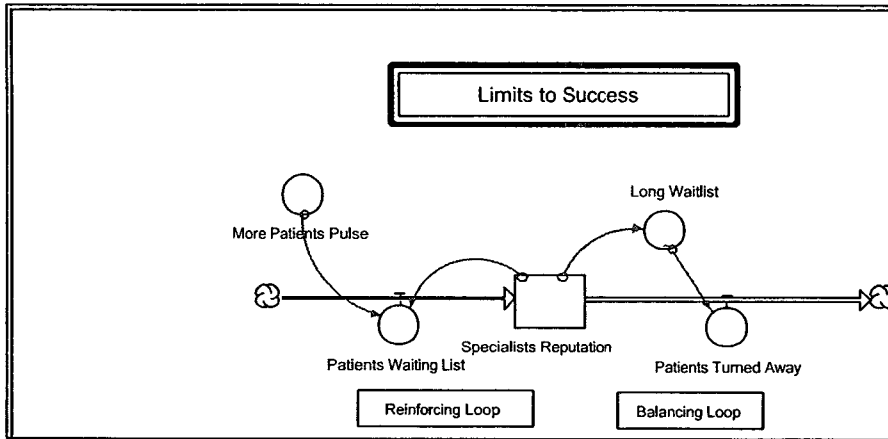 Limits to Success
Long Waitlist
More Patients Pulse
Specialists Reputation
Patients Waiting List
Patients Turned Away
Reinforcing Loop
Balancing Loop